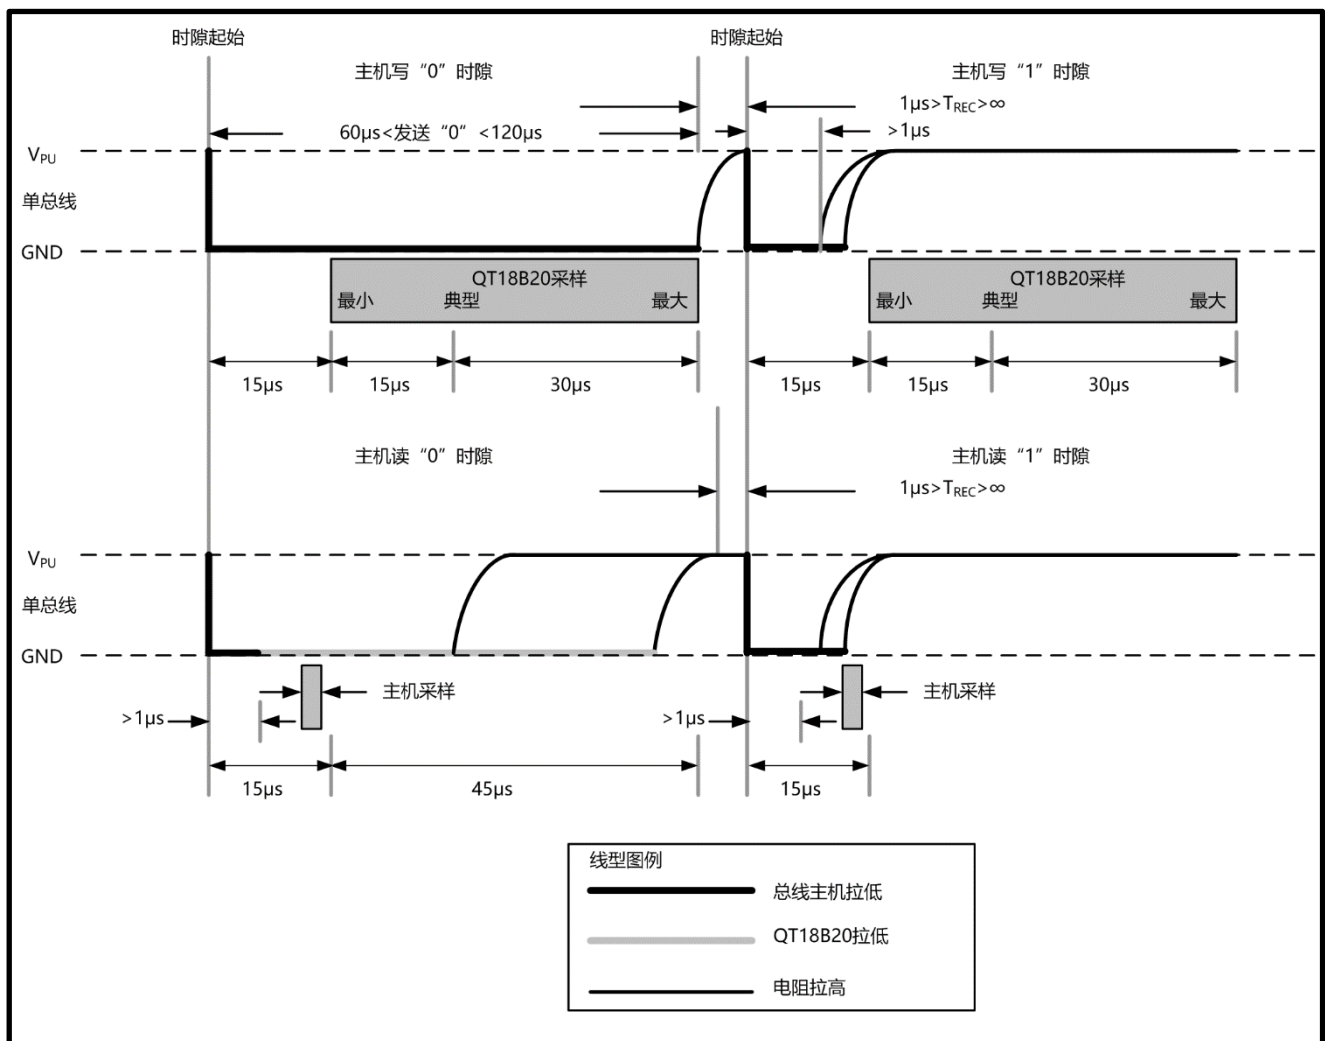 时隙起始
时隙起始
主机写“0”时隙
主机写“1”时隙
1μs>TREC>∞
60μs<发送“0”<120μs
>1μs
VPU
单总线
GND
QT18B20采样
最小 典型 最大
QT18B20采样
最小 典型 最大
15μs
15μs
30μs
15μs
15μs
30μs
主机读“0”时隙
主机读“1”时隙
1μs>TREC>∞
VPU
单总线
GND
主机采样
主机采样
>1μs
>1μs
15μs
45μs
15μs
线型图例
总线主机拉低
QT18B20拉低
电阻拉高